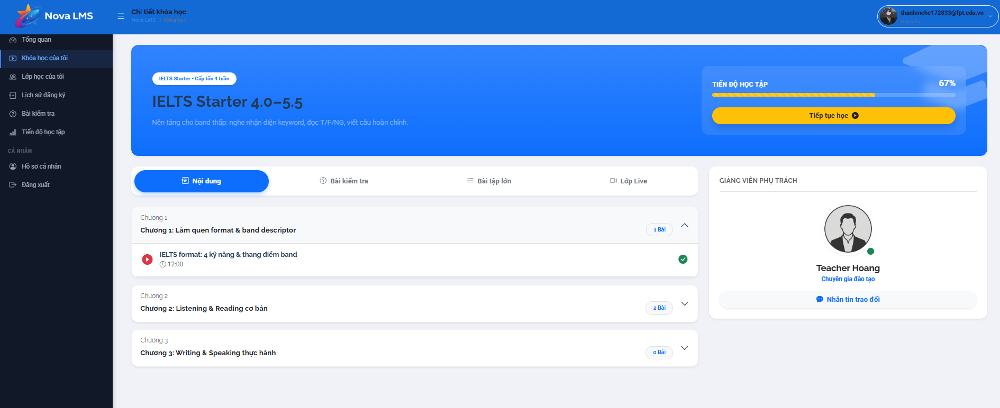 Nova LMS
Chi tiết khóa học
Nova LMS > Khóa học
thanhmche172833@fpt.edu.vn
Học viên
Tổng quan
Khóa học của tôi
Lớp học của tôi
Lịch sử đăng ký
Bài kiểm tra
Tiến độ học tập
CÁ NHÂN
Hồ sơ cá nhân
Đăng xuất
IELTS Starter - Cấp tốc 4 tuần
IELTS Starter 4.0–5.5
Nền tảng cho band thấp: nghe nhận diện keyword, đọc T/F/NG, viết câu hoàn chỉnh.
TIẾN ĐỘ HỌC TẬP 67%
Tiếp tục học
Nội dung Bài kiểm tra Bài tập lớn Lớp Live
Chương 1
Chương 1: Làm quen format & band descriptor
1 Bài
IELTS format: 4 kỹ năng & thang điểm band
12:00
Chương 2
Chương 2: Listening & Reading cơ bản
2 Bài
Chương 3
Chương 3: Writing & Speaking thực hành
0 Bài
GIẢNG VIÊN PHỤ TRÁCH
Teacher Hoang
Chuyên gia đào tạo
Nhắn tin trao đổi